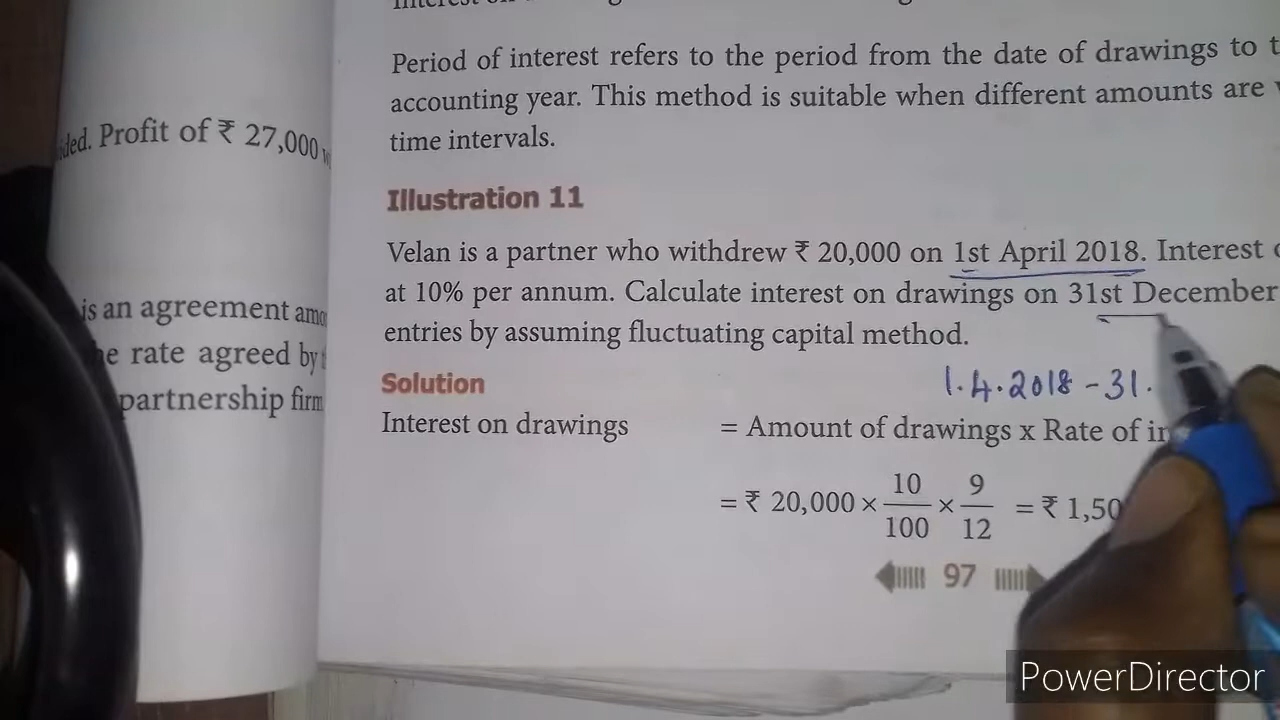 Period of interest refers to the period from the date of drawings to
accounting year. This method is suitable when different amounts are
time intervals.
ded. Profit of ₹ 27,000
Illustration 11
Velan is a partner who withdrew ₹ 20,000 on 1st April 2018. Interest
at 10% per annum. Calculate interest on drawings on 31st December
entries by assuming fluctuating capital method.
is an agreement
e rate agreed by
partnership firm
Solution
1.4.2018 - 31.
Interest on drawings = Amount of drawings x Rate of
= ₹ 20,000 × 10/100 × 9/12 = ₹ 1,50
97
PowerDirector